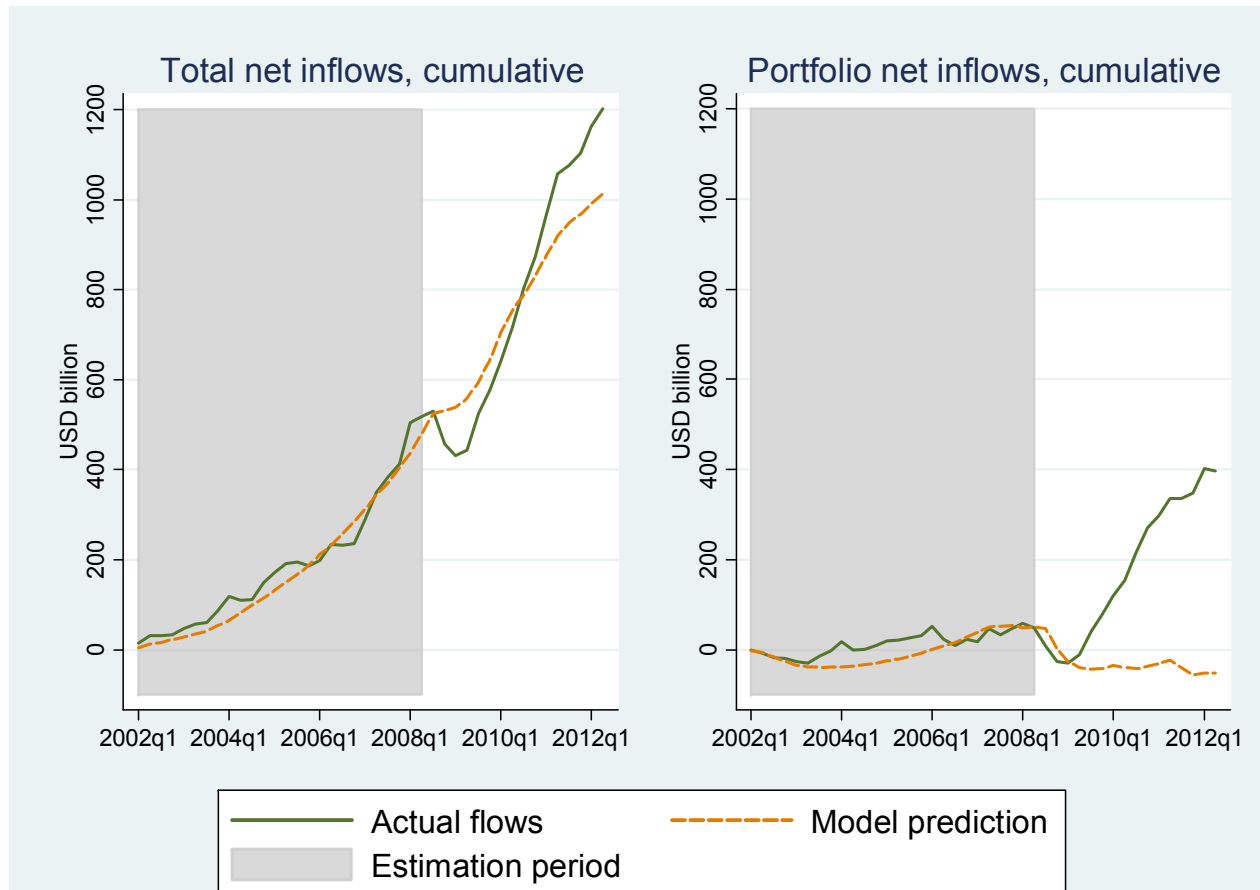 Total net inflows, cumulative
USD billion
1200
1000
800
600
400
200
0
2002q1 2004q1 2006q1 2008q1 2010q1 2012q1
Portfolio net inflows, cumulative
USD billion
1200
1000
800
600
400
200
0
2002q1 2004q1 2006q1 2008q1 2010q1 2012q1
Actual flows Model prediction
Estimation period